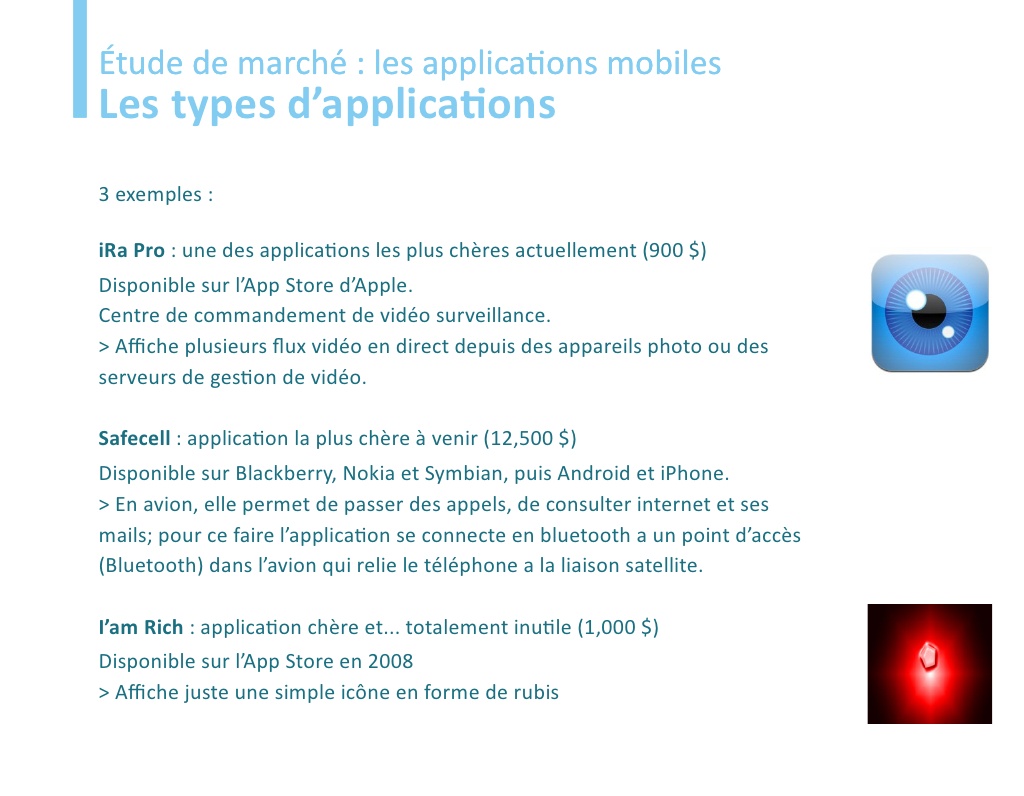 Étude de marché : les applications mobiles
Les types d’applications
3 exemples :
iRa Pro : une des applications les plus chères actuellement (900 $)
Disponible sur l’App Store d’Apple.
Centre de commandement de vidéo surveillance.
> Affiche plusieurs flux vidéo en direct depuis des appareils photo ou des
serveurs de gestion de vidéo.
Safecell : application la plus chère à venir (12,500 $)
Disponible sur Blackberry, Nokia et Symbian, puis Android et iPhone.
> En avion, elle permet de passer des appels, de consulter internet et ses
mails; pour ce faire l’application se connecte en bluetooth a un point d’accès
(Bluetooth) dans l’avion qui relie le téléphone a la liaison satellite.
I’am Rich : application chère et... totalement inutile (1,000 $)
Disponible sur l’App Store en 2008
> Affiche juste une simple icône en forme de rubis